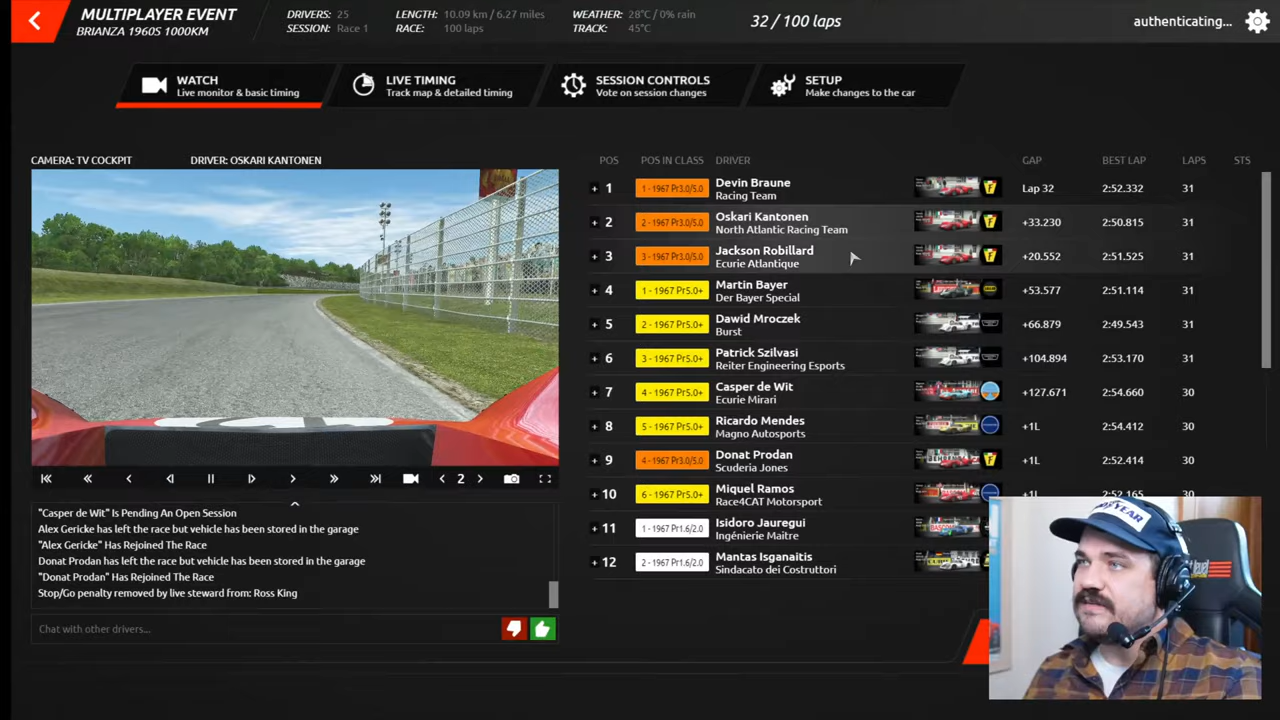 MULTIPLAYER EVENT
BRIANZA 1960S 1000KM
DRIVERS: 25
SESSION: Race 1
LENGTH: 10.09 km / 6.27 miles
RACE: 100 laps
WEATHER: 28°C / 0% rain
TRACK: 45°C
32 / 100 laps
authenticating...
WATCH
Live monitor & basic timing
LIVE TIMING
Track map & detailed timing
SESSION CONTROLS
Vote on session changes
SETUP
Make changes to the car
CAMERA: TV COCKPIT
DRIVER: OSKARI KANTONEN
POS POS IN CLASS DRIVER GAP BEST LAP LAPS STS
+ 1 1 - 1967 Pr3.0/5.0 Devin Braune Lap 32 2:52.332 31
Racing Team
+ 2 2 - 1967 Pr3.0/5.0 Oskari Kantonen +33.230 2:50.815 31
North Atlantic Racing Team
+ 3 3 - 1967 Pr3.0/5.0 Jackson Robillard +20.552 2:51.525 31
Ecurie Atlantique
+ 4 1 - 1967 Pr5.0+ Martin Bayer +53.577 2:51.114 31
Der Bayer Special
+ 5 2 - 1967 Pr5.0+ Dawid Mroczek +66.879 2:49.543 31
Burst
+ 6 3 - 1967 Pr5.0+ Patrick Szilvasi +104.894 2:53.170 31
Reiter Engineering Esports
+ 7 4 - 1967 Pr5.0+ Casper de Wit +127.671 2:54.660 30
Ecurie Mirari
+ 8 5 - 1967 Pr5.0+ Ricardo Mendes +1L 2:54.412 30
Magno Autosports
+ 9 4 - 1967 Pr3.0/5.0 Donat Prodan +1L 2:52.414 30
Scuderia Jones
+ 10 6 - 1967 Pr5.0+ Miquel Ramos +1L 2:52.165 30
Race4CAT Motorsport
+ 11 1 - 1967 Pr1.6/2.0 Isidoro Jauregui
Ingénierie Maitre
+ 12 2 - 1967 Pr1.6/2.0 Mantas Isganaitis
Sindacato dei Costruttori
2
"Casper de Wit" Is Pending An Open Session
Alex Gericke has left the race but vehicle has been stored in the garage
"Alex Gericke" Has Rejoined The Race
Donat Prodan has left the race but vehicle has been stored in the garage
"Donat Prodan" Has Rejoined The Race
Stop/Go penalty removed by live steward from: Ross King
Chat with other drivers...